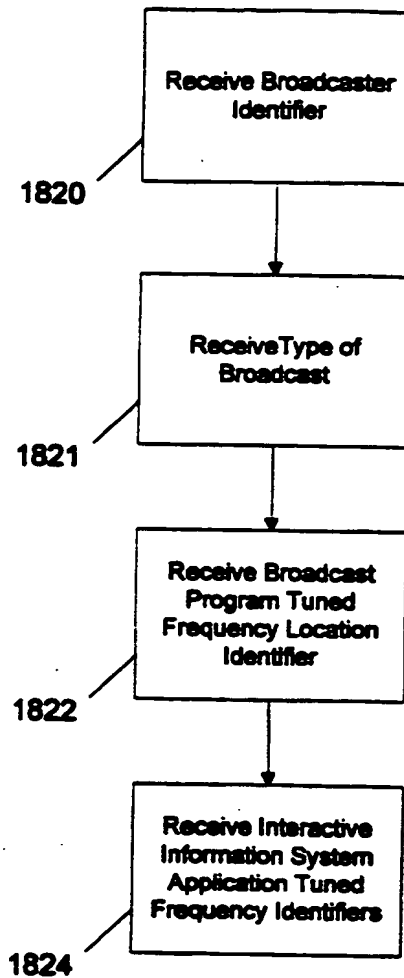 Receive Broadcaster
Identifier
1820
ReceiveType of
Broadcast
1821
Receive Broadcast
Program Tuned
Frequency Location
Identifier
1822
Receive Interactive
Information System
Application Tuned
Frequency Identifiers
1824